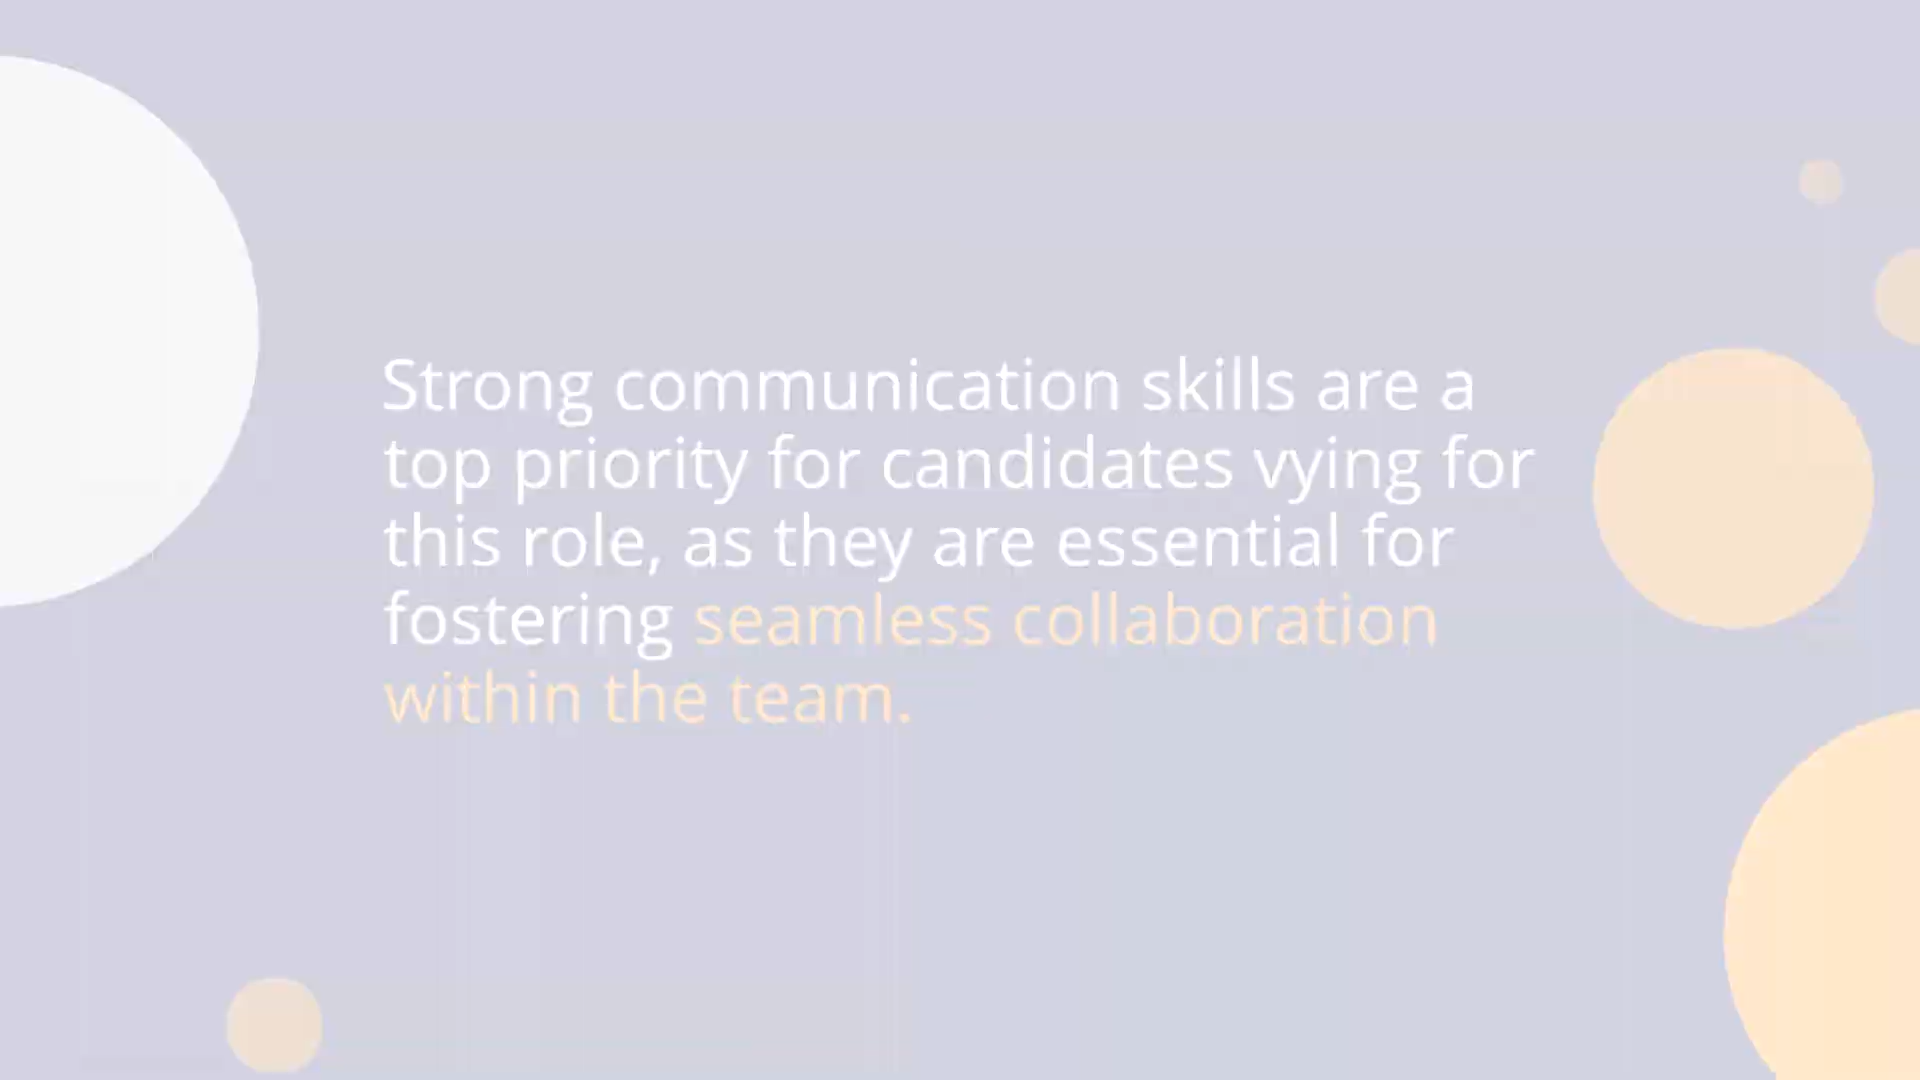 Strong communication skills are a
top priority for candidates vying for
this role, as they are essential for
fostering seamless collaboration
within the team.